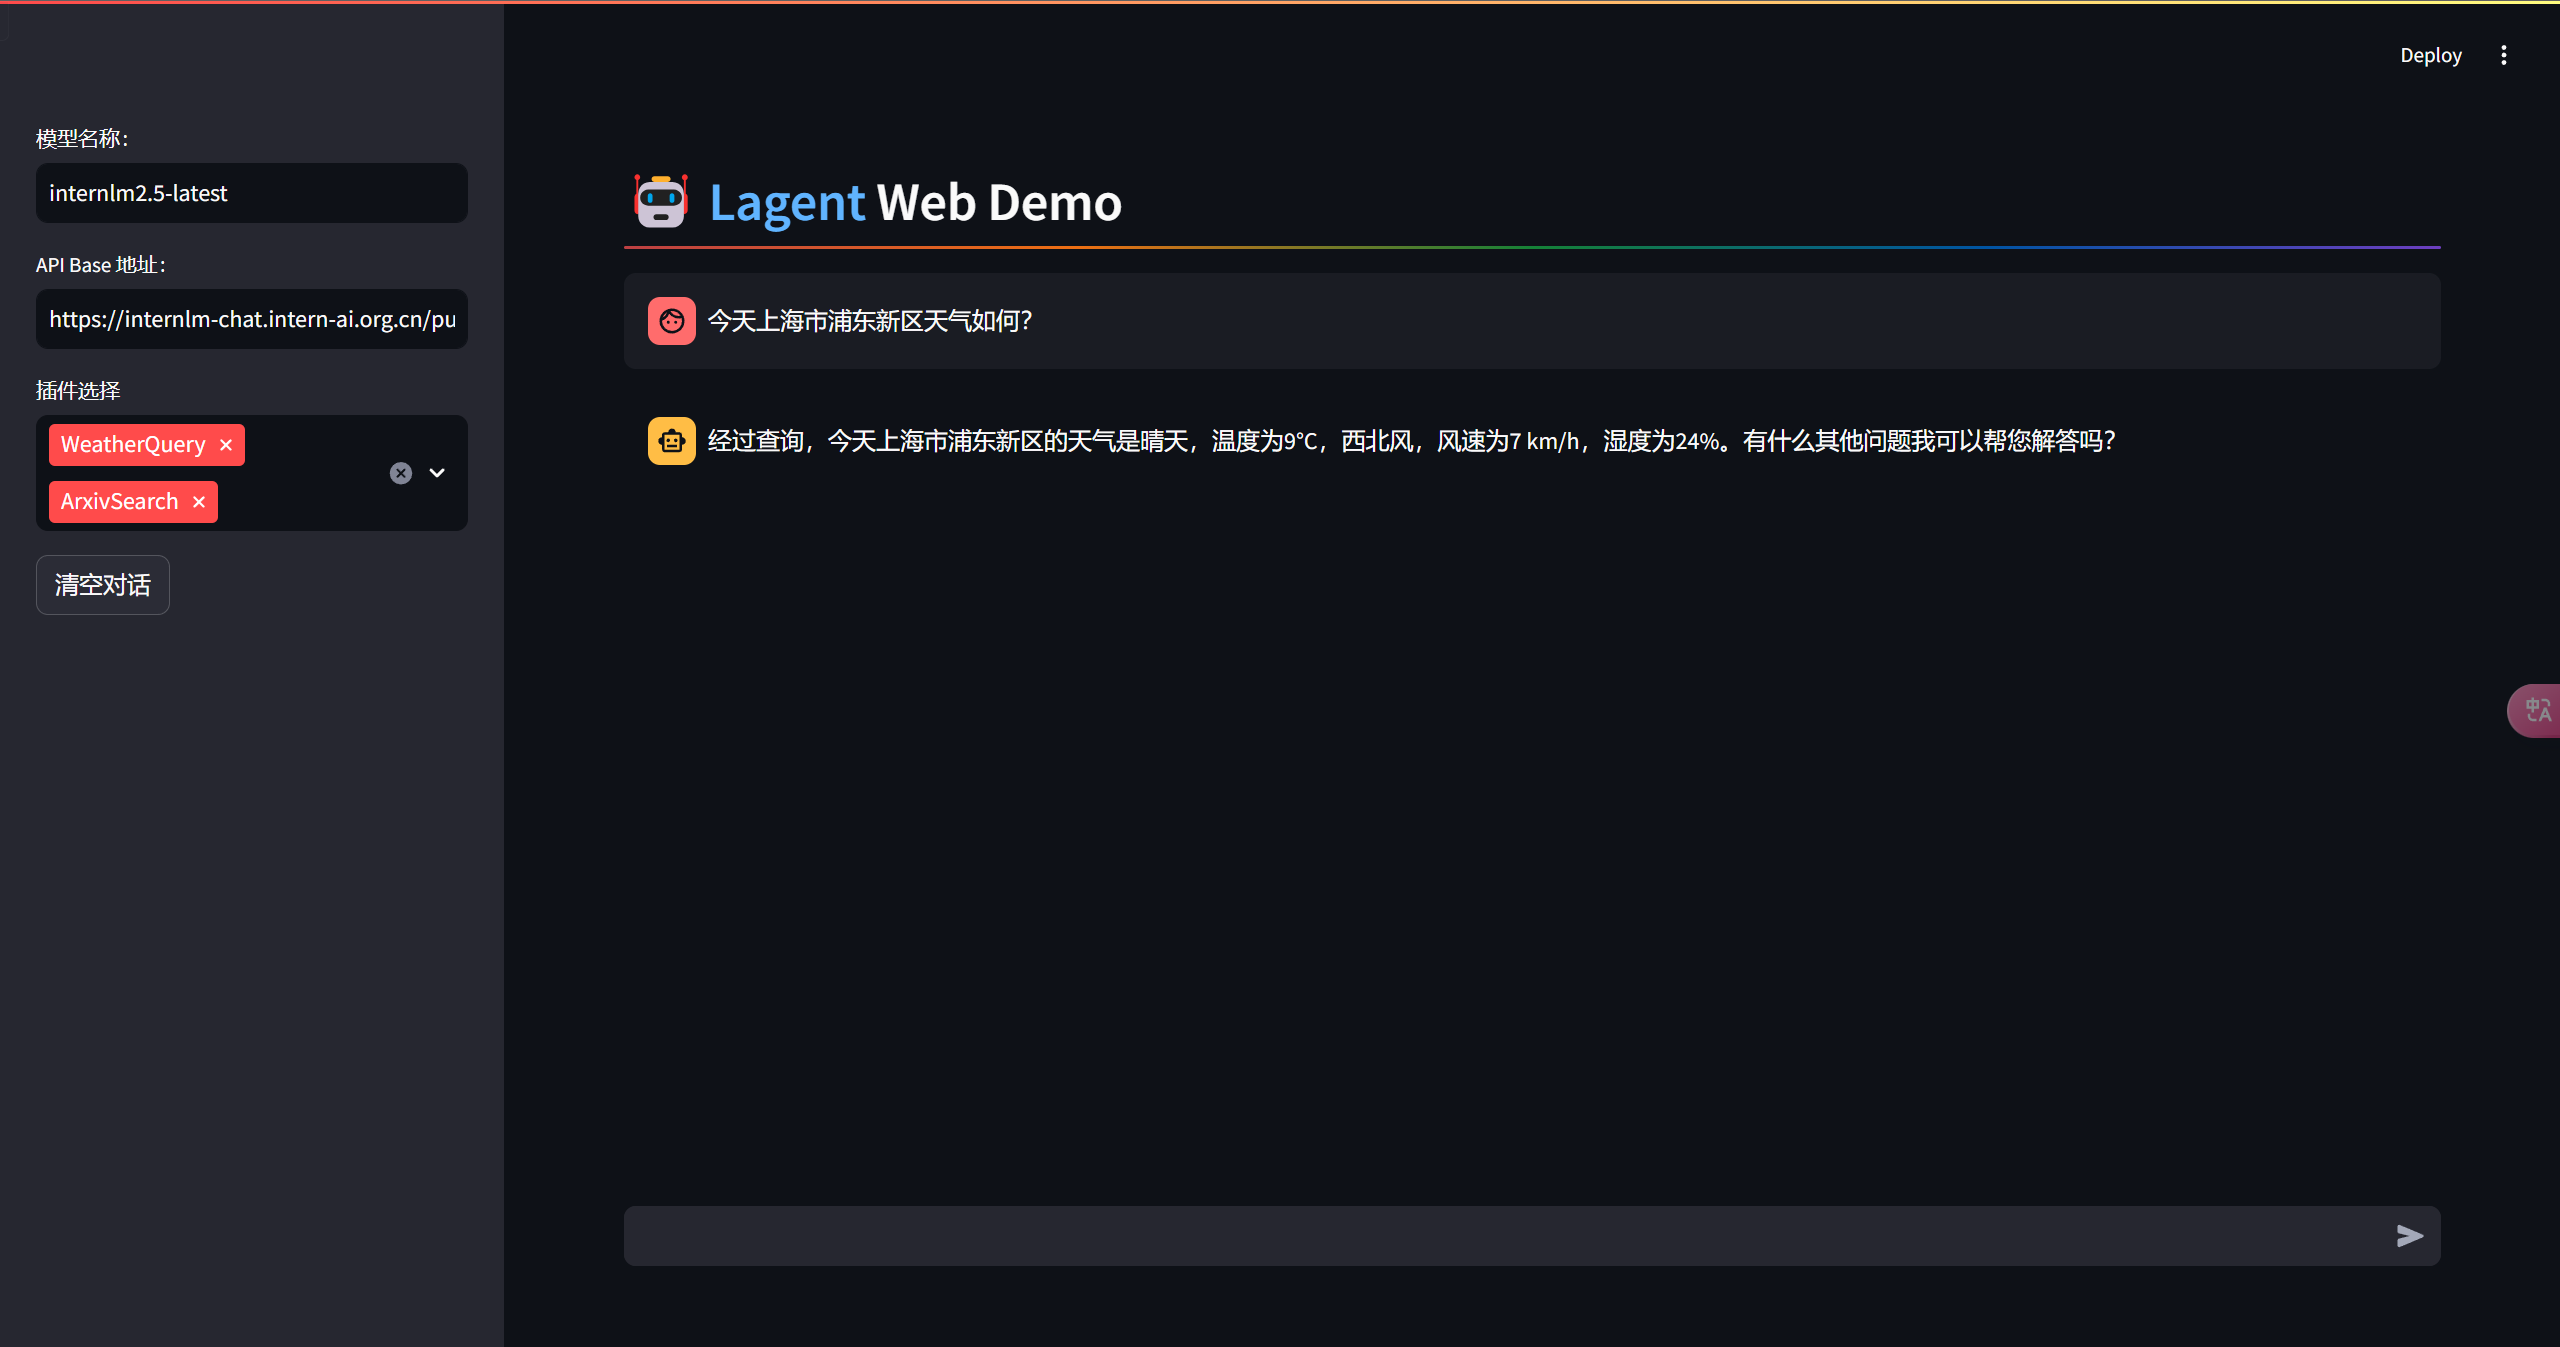 Deploy
模型名称：
internlm2.5-latest
API Base 地址：
https://internlm-chat.intern-ai.org.cn/pu
插件选择
WeatherQuery
ArxivSearch
清空对话
Lagent Web Demo
今天上海市浦东新区天气如何？
经过查询，今天上海市浦东新区的天气是晴天，温度为9°C，西北风，风速为7 km/h，湿度为24%。有什么其他问题我可以帮您解答吗？
中A